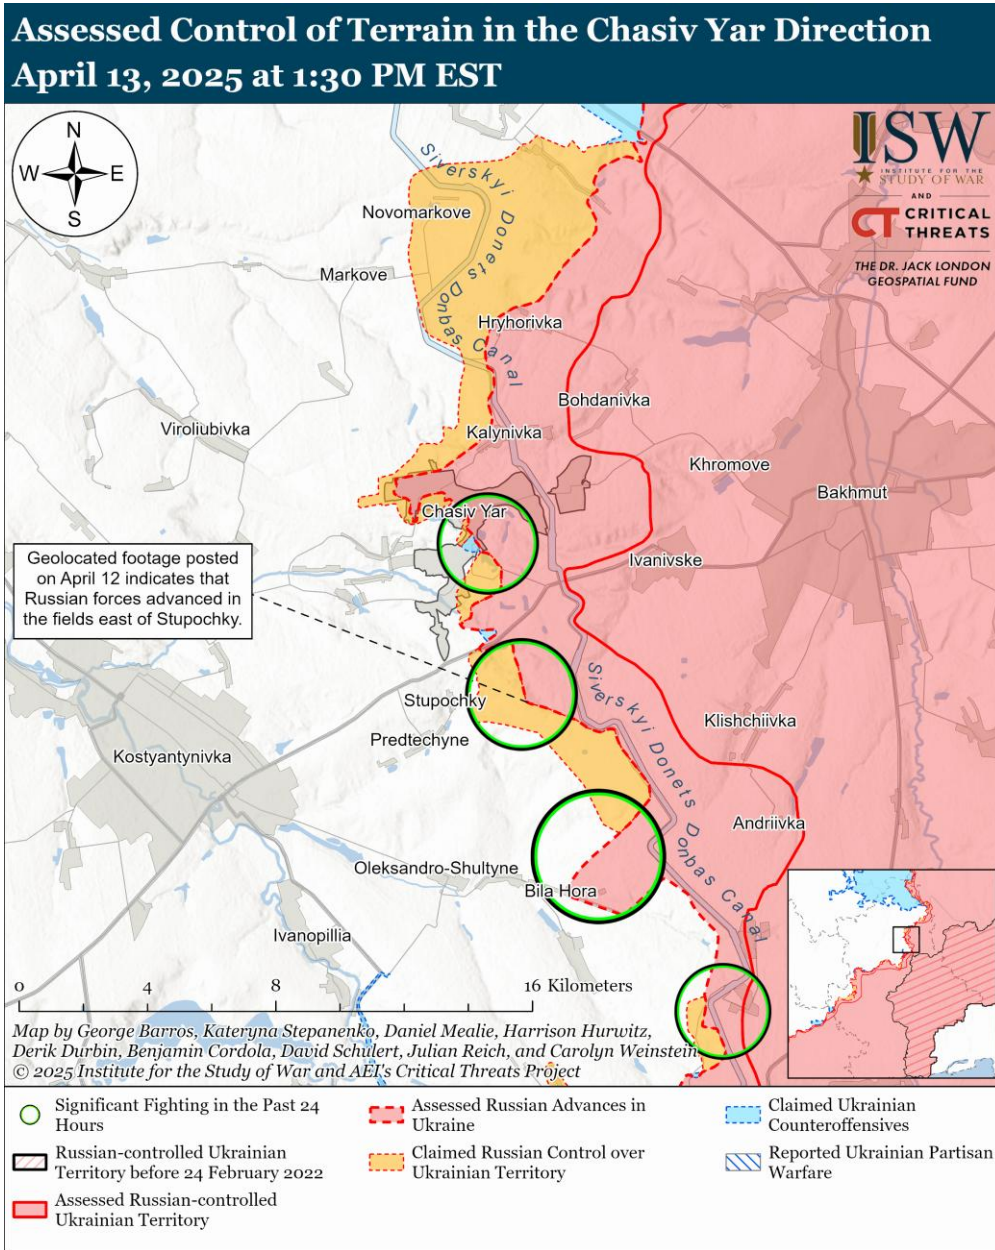 Assessed Control of Terrain in the Chasiv Yar Direction
April 13, 2025 at 1:30 PM EST
N
W
E
S
ISW
INSTITUTE FOR THE
STUDY OF WAR
AND
CT CRITICAL
THREATS
THE DR. JACK LONDON
GEOSPATIAL FUND
Siverskyi Donets Donbas Canal
Novomarkove
Markove
Hryhorivka
Bohdanivka
Viroliubivka
Kalynivka
Khromove
Bakhmut
Chasiv Yar
Ivanivske
Geolocated footage posted
on April 12 indicates that
Russian forces advanced in
the fields east of Stupochky.
Siverskyi Donets Donbas Canal
Stupochky
Klishchiivka
Predtechyne
Kostyantynivka
Andriivka
Oleksandro-Shultyne
Bila Hora
Ivanopillia
0 4 8 16 Kilometers
Map by George Barros, Kateryna Stepanenko, Daniel Mealie, Harrison Hurwitz,
Derik Durbin, Benjamin Cordola, David Schulert, Julian Reich, and Carolyn Weinstein
© 2025 Institute for the Study of War and AEI's Critical Threats Project
Significant Fighting in the Past 24
Hours
Russian-controlled Ukrainian
Territory before 24 February 2022
Assessed Russian-controlled
Ukrainian Territory
Assessed Russian Advances in
Ukraine
Claimed Russian Control over
Ukrainian Territory
Claimed Ukrainian
Counteroffensives
Reported Ukrainian Partisan
Warfare